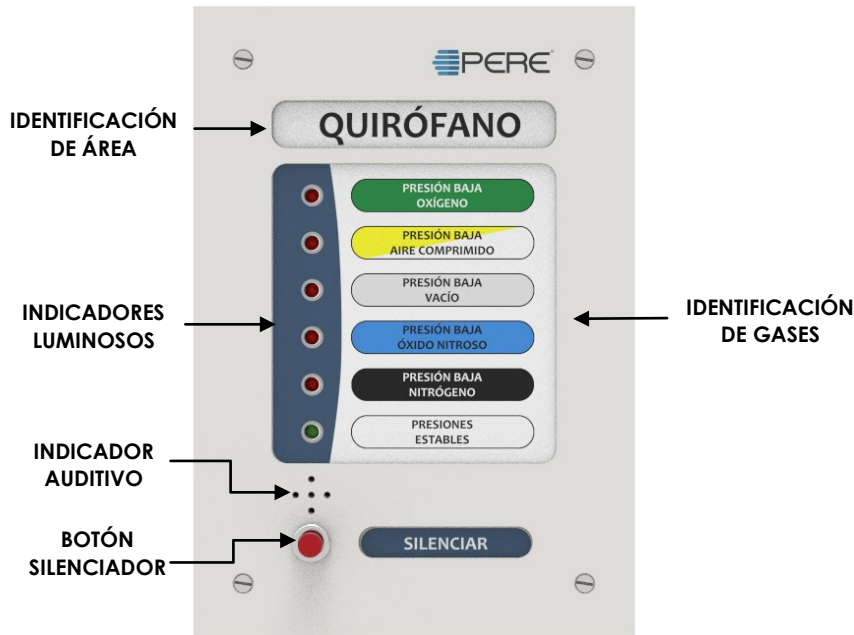 PERE
IDENTIFICACIÓN
DE ÁREA
QUIRÓFANO
PRESIÓN BAJA
OXÍGENO
PRESIÓN BAJA
AIRE COMPRIMIDO
PRESIÓN BAJA
VACÍO
INDICADORES
LUMINOSOS
IDENTIFICACIÓN
DE GASES
PRESIÓN BAJA
ÓXIDO NITROSO
PRESIÓN BAJA
NITRÓGENO
PRESIONES
ESTABLES
INDICADOR
AUDITIVO
BOTÓN
SILENCIADOR
SILENCIAR